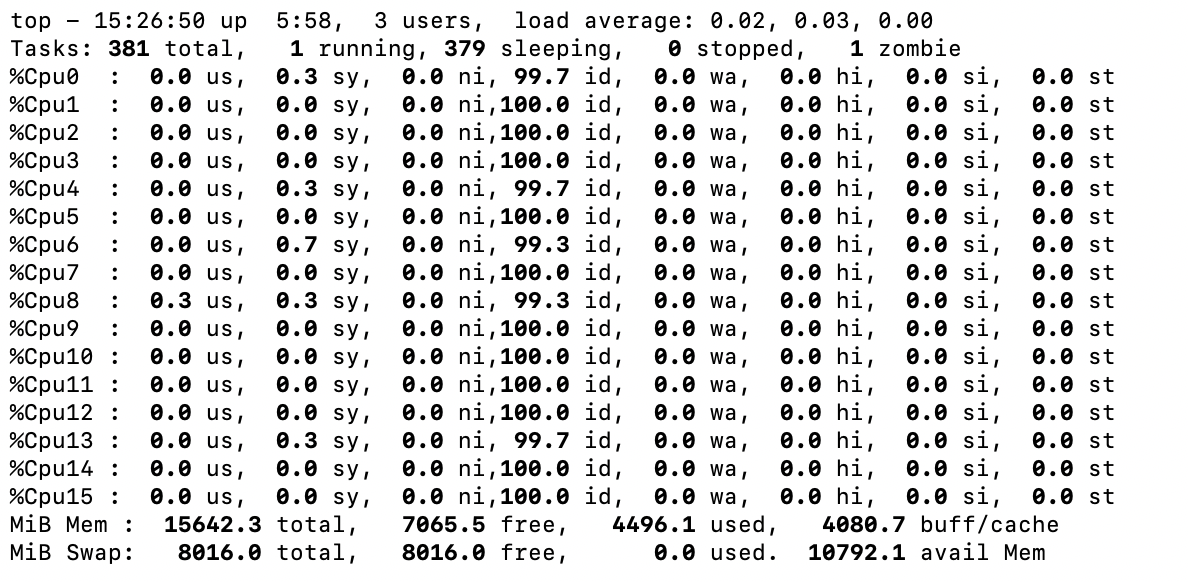 top - 15:26:50 up  5:58,  3 users,  load average: 0.02, 0.03, 0.00
Tasks: 381 total,   1 running, 379 sleeping,   0 stopped,   1 zombie
%Cpu0  :  0.0 us,  0.3 sy,  0.0 ni, 99.7 id,  0.0 wa,  0.0 hi,  0.0 si,  0.0 st
%Cpu1  :  0.0 us,  0.0 sy,  0.0 ni,100.0 id,  0.0 wa,  0.0 hi,  0.0 si,  0.0 st
%Cpu2  :  0.0 us,  0.0 sy,  0.0 ni,100.0 id,  0.0 wa,  0.0 hi,  0.0 si,  0.0 st
%Cpu3  :  0.0 us,  0.0 sy,  0.0 ni,100.0 id,  0.0 wa,  0.0 hi,  0.0 si,  0.0 st
%Cpu4  :  0.0 us,  0.3 sy,  0.0 ni, 99.7 id,  0.0 wa,  0.0 hi,  0.0 si,  0.0 st
%Cpu5  :  0.0 us,  0.0 sy,  0.0 ni,100.0 id,  0.0 wa,  0.0 hi,  0.0 si,  0.0 st
%Cpu6  :  0.0 us,  0.7 sy,  0.0 ni, 99.3 id,  0.0 wa,  0.0 hi,  0.0 si,  0.0 st
%Cpu7  :  0.0 us,  0.0 sy,  0.0 ni,100.0 id,  0.0 wa,  0.0 hi,  0.0 si,  0.0 st
%Cpu8  :  0.3 us,  0.3 sy,  0.0 ni, 99.3 id,  0.0 wa,  0.0 hi,  0.0 si,  0.0 st
%Cpu9  :  0.0 us,  0.0 sy,  0.0 ni,100.0 id,  0.0 wa,  0.0 hi,  0.0 si,  0.0 st
%Cpu10 :  0.0 us,  0.0 sy,  0.0 ni,100.0 id,  0.0 wa,  0.0 hi,  0.0 si,  0.0 st
%Cpu11 :  0.0 us,  0.0 sy,  0.0 ni,100.0 id,  0.0 wa,  0.0 hi,  0.0 si,  0.0 st
%Cpu12 :  0.0 us,  0.0 sy,  0.0 ni,100.0 id,  0.0 wa,  0.0 hi,  0.0 si,  0.0 st
%Cpu13 :  0.0 us,  0.3 sy,  0.0 ni, 99.7 id,  0.0 wa,  0.0 hi,  0.0 si,  0.0 st
%Cpu14 :  0.0 us,  0.0 sy,  0.0 ni,100.0 id,  0.0 wa,  0.0 hi,  0.0 si,  0.0 st
%Cpu15 :  0.0 us,  0.0 sy,  0.0 ni,100.0 id,  0.0 wa,  0.0 hi,  0.0 si,  0.0 st
MiB Mem :  15642.3 total,   7065.5 free,   4496.1 used,   4080.7 buff/cache
MiB Swap:   8016.0 total,   8016.0 free,      0.0 used.  10792.1 avail Mem